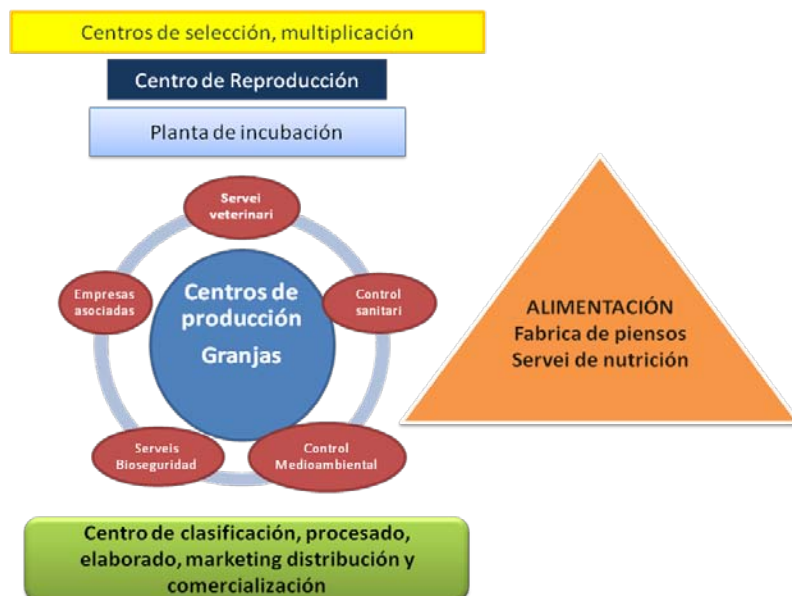 Centros de selección, multiplicación
Centro de Reproducción
Planta de incubación
Servei
veterinari
Empresas
asociadas
Centros de
producción
Granjas
Control
sanitari
Serveis
Bioseguridad
Control
Medioambiental
ALIMENTACIÓN
Fabrica de piensos
Servei de nutrición
Centro de clasificación, procesado,
elaborado, marketing distribución y
comercialización